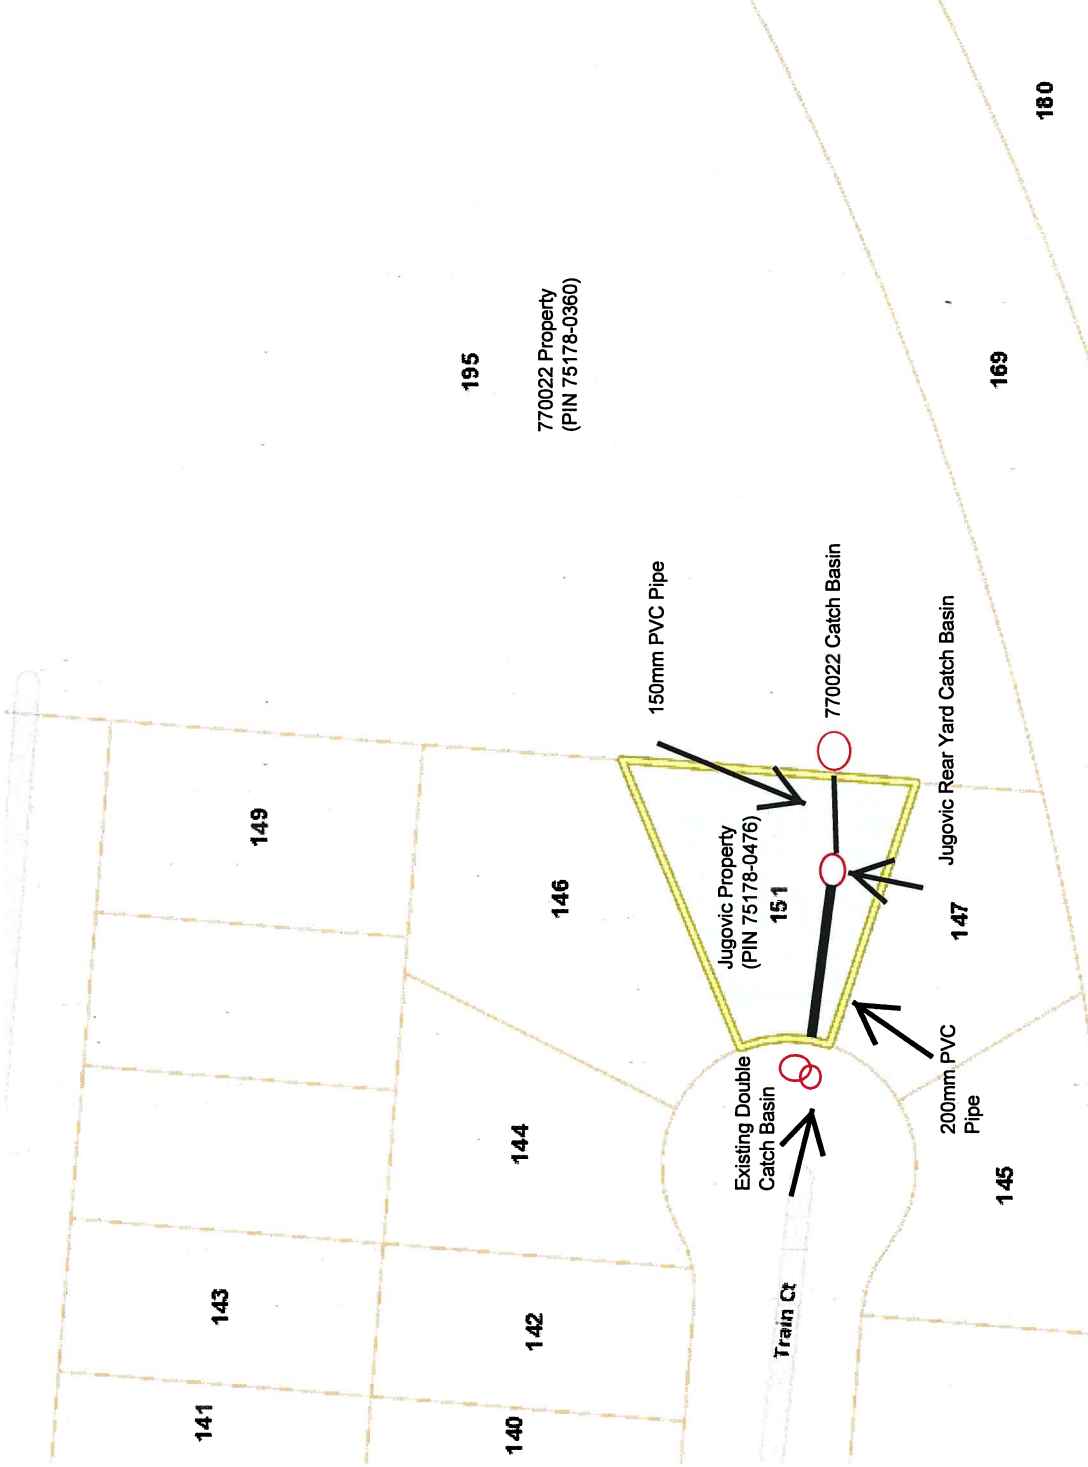 180
195
770022 Property
(PIN 75178-0360)
169
150mm PVC Pipe
770022 Catch Basin
Jugovic Rear Yard Catch Basin
149
146
Jugovic Property
(PIN 75178-0476)
151
147
Existing Double
Catch Basin
200mm PVC
Pipe
144
145
143
142
Train Ct
141
140